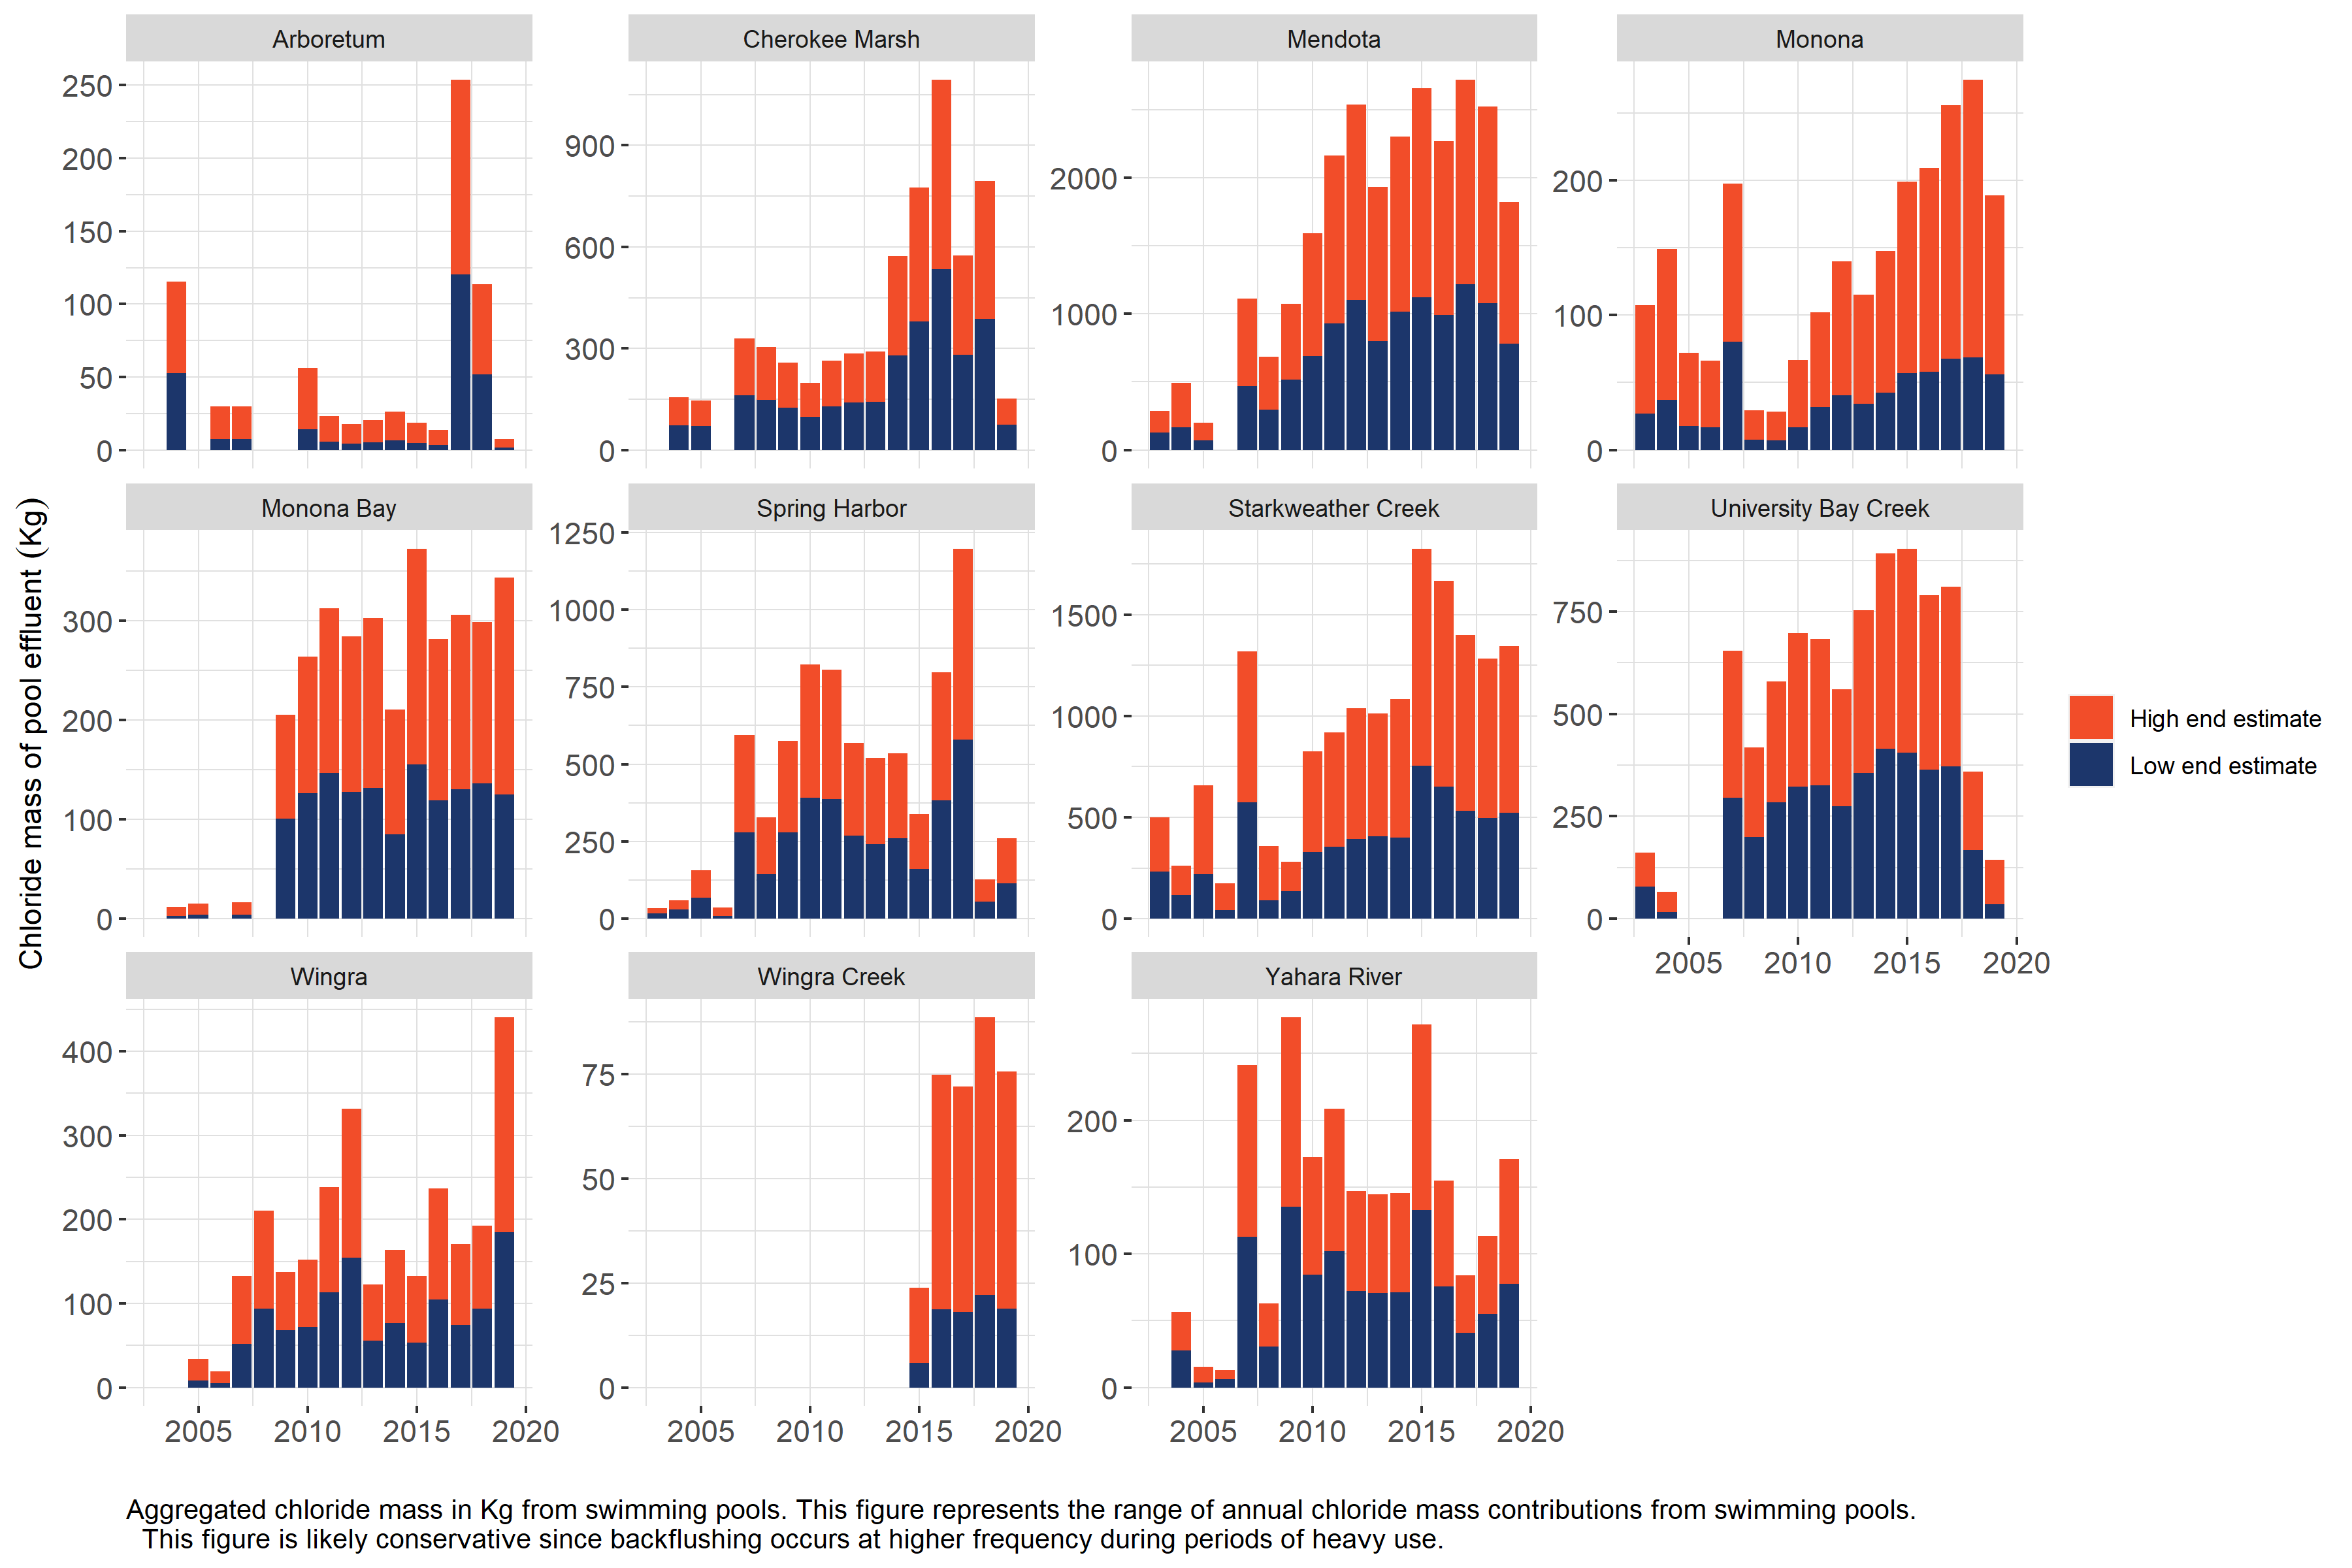 Arboretum
Cherokee Marsh
Mendota
Monona
250
200
150
100
50
0
900
600
300
0
2000
1000
0
200
100
0
Monona Bay
Spring Harbor
Starkweather Creek
University Bay Creek
300
200
100
0
1250
1000
750
500
250
0
1500
1000
500
0
750
500
250
0
2005 2010 2015 2020
Wingra
Wingra Creek
Yahara River
400
300
200
100
0
75
50
25
0
200
100
0
2005 2010 2015 2020
2005 2010 2015 2020
2005 2010 2015 2020
Chloride mass of pool effluent (Kg)
High end estimate
Low end estimate
Aggregated chloride mass in Kg from swimming pools. This figure represents the range of annual chloride mass contributions from swimming pools.
This figure is likely conservative since backflushing occurs at higher frequency during periods of heavy use.